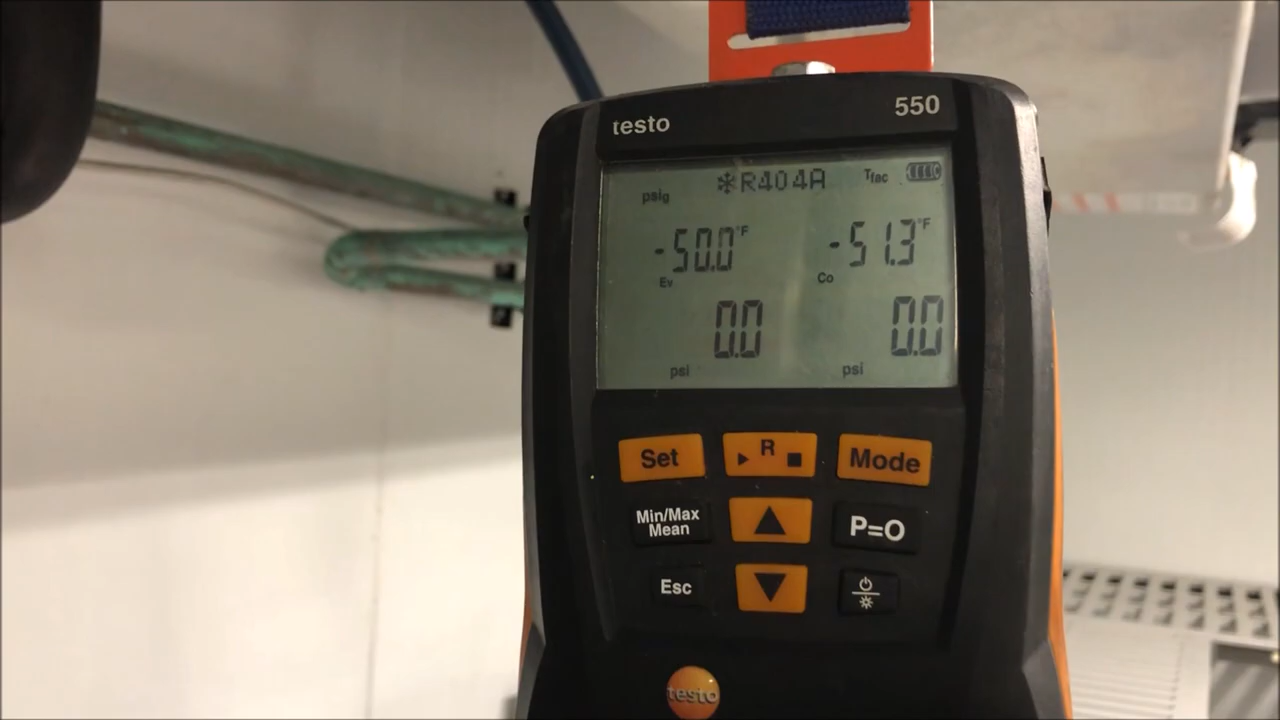 testo
550
psig
R404A
Tfac
-50.0°F
-51.3°F
Ev
Co
0.0
0.0
psi
psi
Set
R
Mode
Min/Max
Mean
P=O
Esc
testo